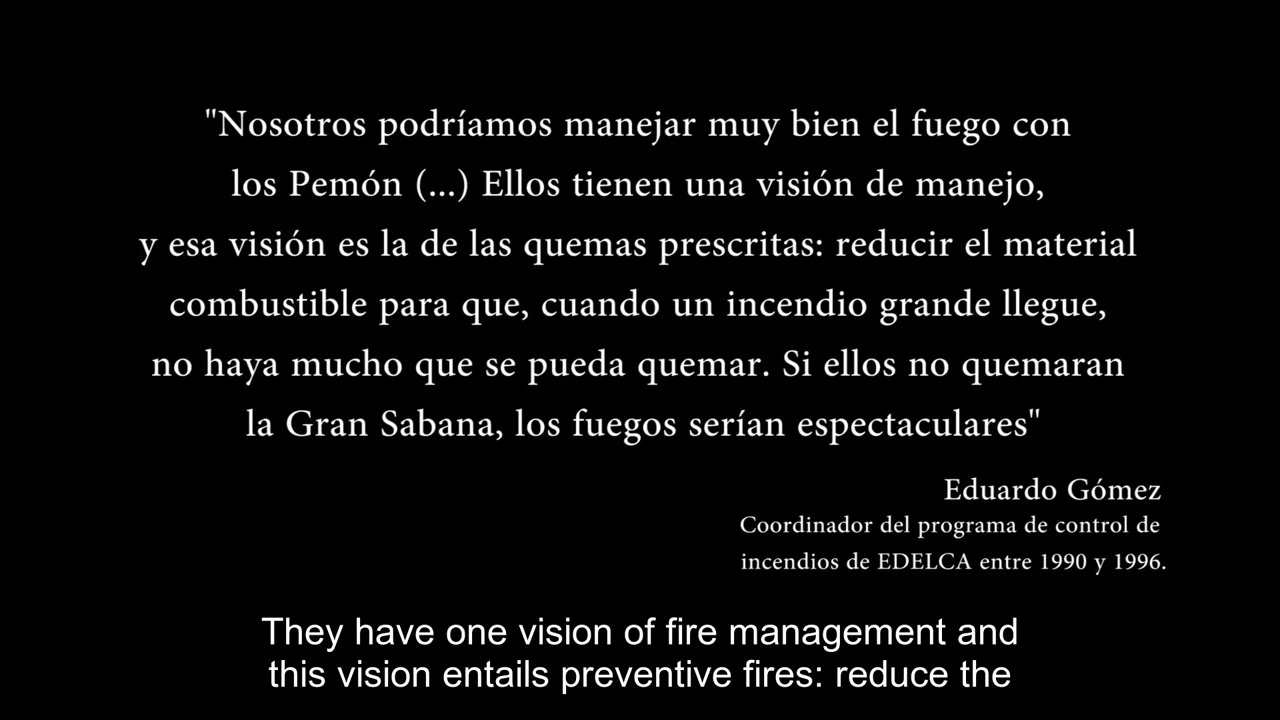 "Nosotros podríamos manejar muy bien el fuego con
los Pemón (...) Ellos tienen una visión de manejo,
y esa visión es la de las quemas prescritas: reducir el material
combustible para que, cuando un incendio grande llegue,
no haya mucho que se pueda quemar. Si ellos no quemaran
la Gran Sabana, los fuegos serían espectaculares"
Eduardo Gómez
Coordinador del programa de control de
incendios de EDELCA entre 1990 y 1996.
They have one vision of fire management and
this vision entails preventive fires: reduce the